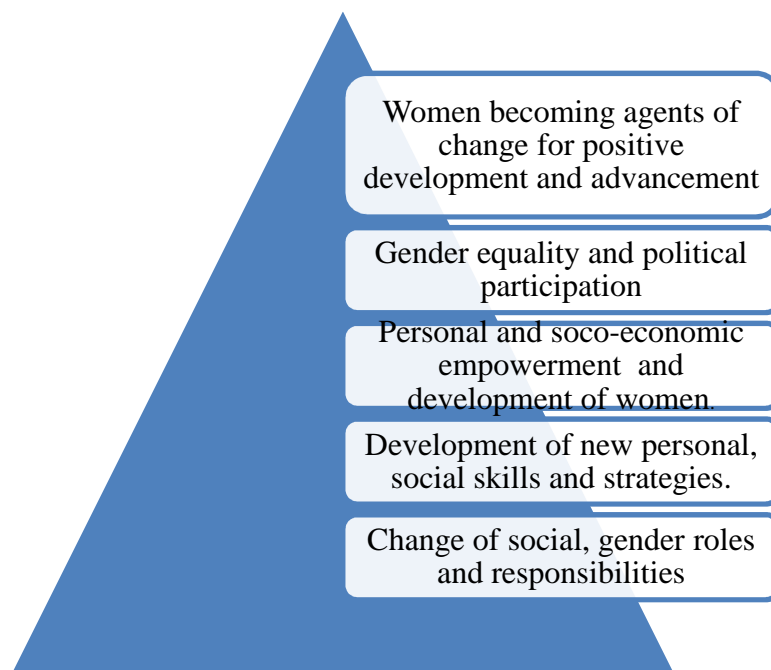 Women becoming agents of
change for positive
development and advancement
Gender equality and political
participation
Personal and soco-economic
empowerment and
development of women.
Development of new personal,
social skills and strategies.
Change of social, gender roles
and responsibilities